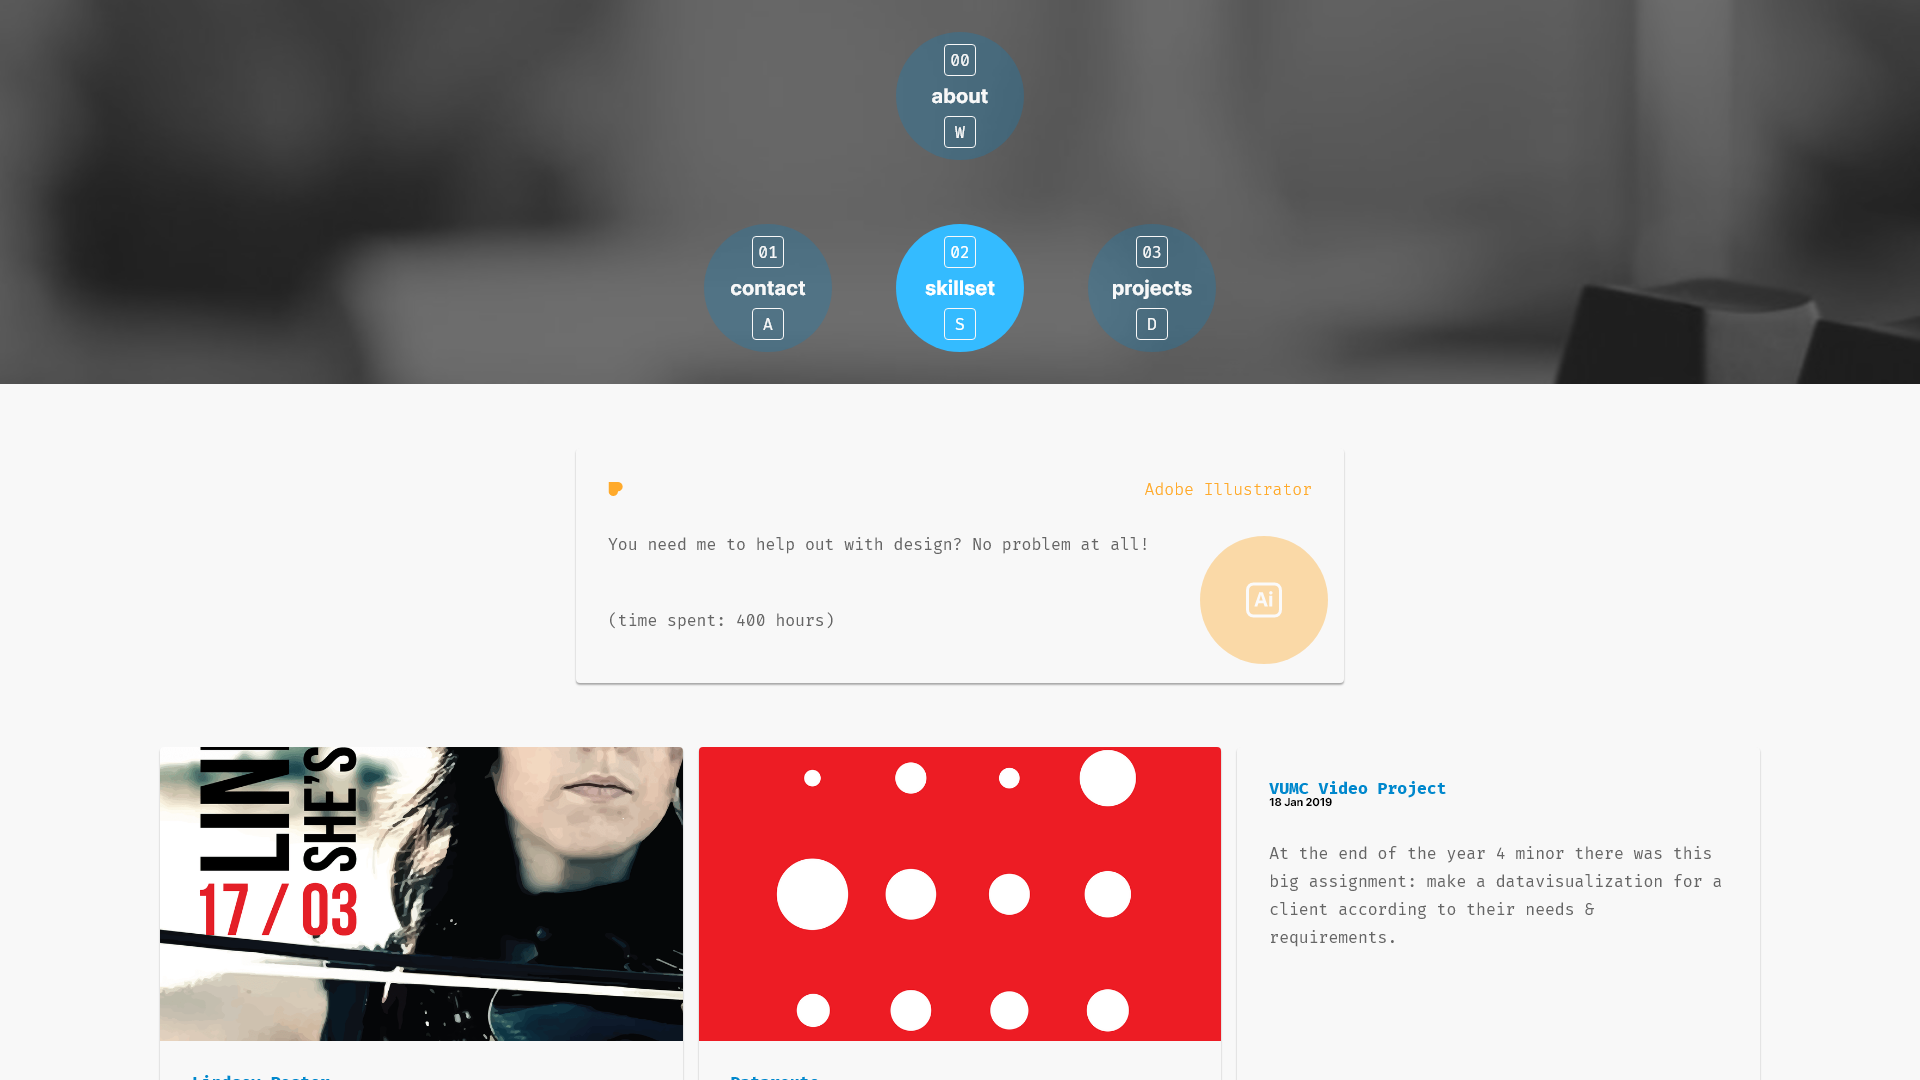 00
about
W
01
contact
A
02
skillset
S
03
projects
D
Adobe Illustrator
You need me to help out with design? No problem at all!
(time spent: 400 hours)
Ai
LIN
SHE'S
17 / 03
VUMC Video Project
18 Jan 2019
At the end of the year 4 minor there was this
big assignment: make a datavisualization for a
client according to their needs &
requirements.
Lindsey Poster